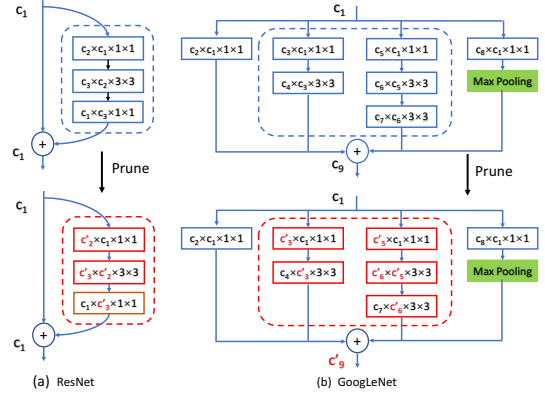 c₁
c₂×c₁×1×1
c₃×c₂×3×3
c₁×c₃×1×1
+
c₁
Prune
c₁
c'₂×c₁×1×1
c'₃×c'₂×3×3
c₁×c'₃×1×1
+
c₁
(a) ResNet
c₁
c₂×c₁×1×1
c₃×c₁×1×1
c₅×c₁×1×1
c₈×c₁×1×1
c₄×c₃×3×3
c₆×c₅×3×3
Max Pooling
c₇×c₆×3×3
+
c₉
Prune
c₁
c₂×c₁×1×1
c'₃×c₁×1×1
c'₅×c₁×1×1
c₈×c₁×1×1
c₄×c'₃×3×3
c'₆×c'₅×3×3
Max Pooling
c₇×c'₆×3×3
+
c'₉
(b) GoogLeNet